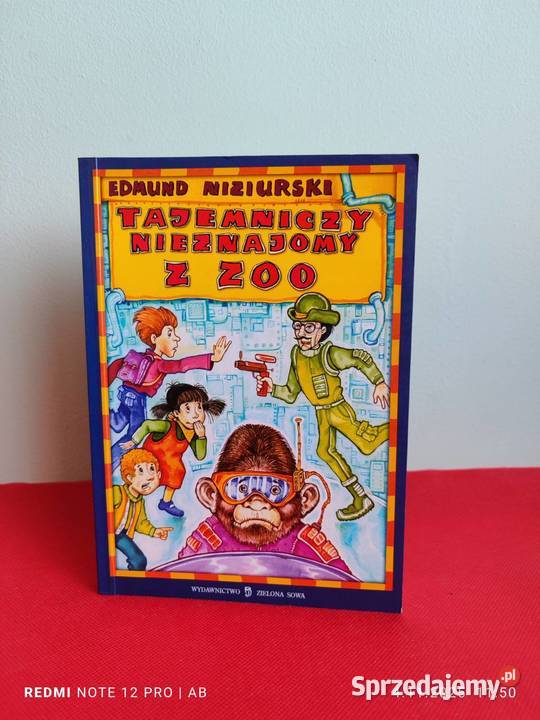 EDMUND NIZIURSKI
TAJEMNICZY
NIEZNAJOMY
Z ZOO
WYDAWNICTWO ZIELONA SOWA
REDMI NOTE 12 PRO | AB
Sprzedajemy.pl